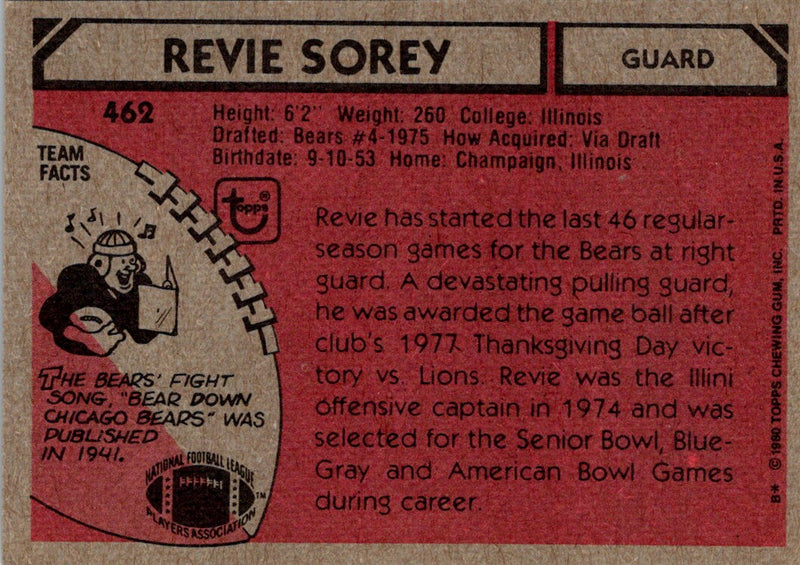 REVIE SOREY
GUARD
462
Height: 6'2" Weight: 260 College: Illinois
Drafted: Bears #4-1975 How Acquired: Via Draft
Birthdate: 9-10-53 Home: Champaign, Illinois
TEAM
FACTS
topps®
Revie has started the last 46 regular-
season games for the Bears at right
guard. A devastating pulling guard,
he was awarded the game ball after
club's 1977 Thanksgiving Day vic-
tory vs. Lions. Revie was the Illini
offensive captain in 1974 and was
selected for the Senior Bowl, Blue-
Gray and American Bowl Games
during career.
THE BEARS' FIGHT
SONG, "BEAR DOWN
CHICAGO BEARS" WAS
PUBLISHED
IN 1941.
NATIONAL FOOTBALL LEAGUE
PLAYERS ASSOCIATION
TM
B* © 1980 TOPPS CHEWING GUM, INC. PRTD. IN U.S.A.